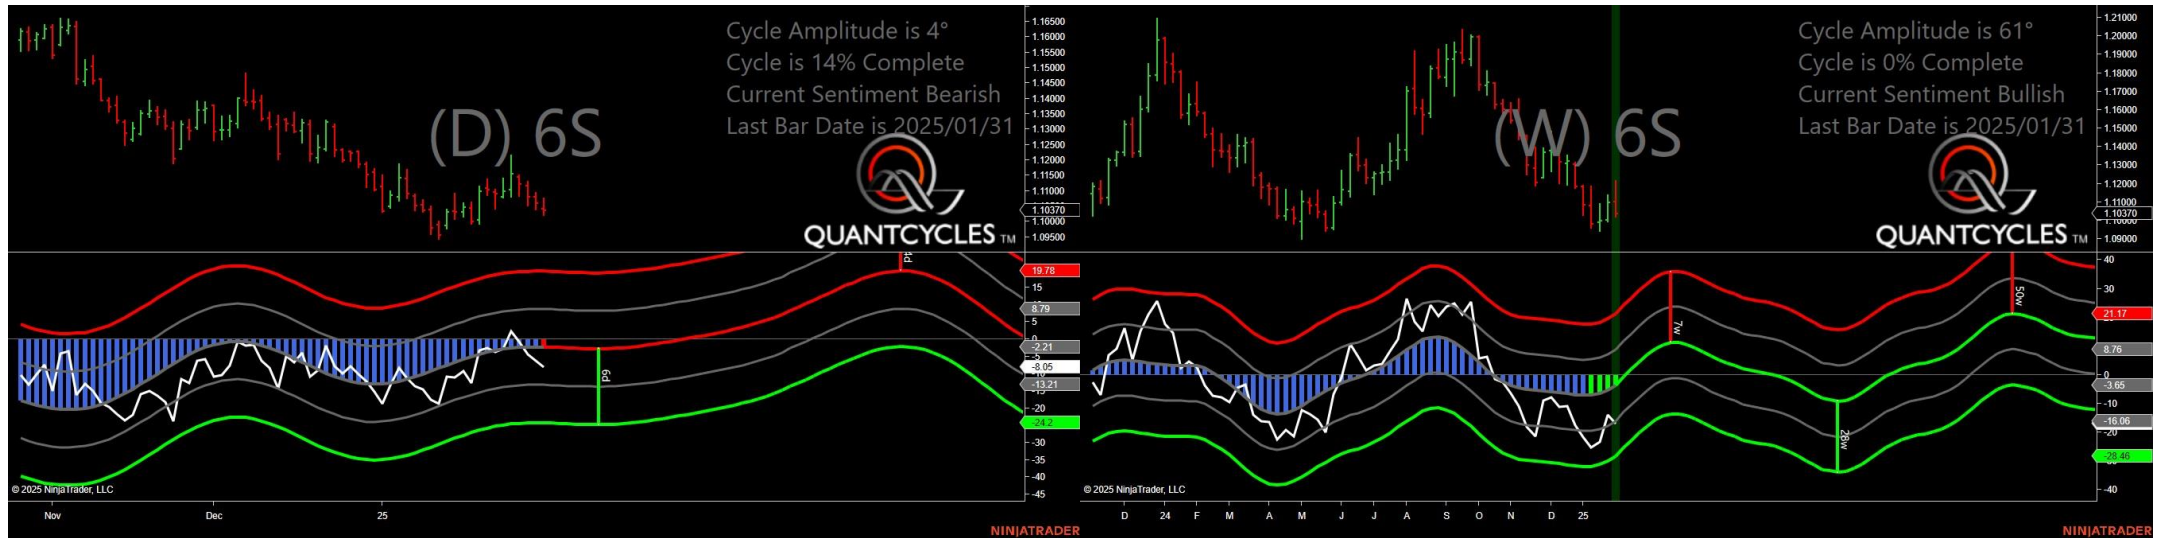 (D) 6S
Cycle Amplitude is 4°
Cycle is 14% Complete
Current Sentiment Bearish
Last Bar Date is 2025/01/31
QUANTCYCLES TM
1.16500
1.16000
1.15500
1.15000
1.14500
1.14000
1.13500
1.13000
1.12500
1.12000
1.11500
1.11000
1.10370
1.10000
1.09500
19.78
15
8.79
5
0
-2.21
-5
-8.05
-13.21
-20
-24.2
-30
-35
-40
-45
6d
© 2025 NinjaTrader, LLC
Nov
Dec
25
NINJATRADER
(W) 6S
Cycle Amplitude is 61°
Cycle is 0% Complete
Current Sentiment Bullish
Last Bar Date is 2025/01/31
QUANTCYCLES TM
1.21000
1.20000
1.19000
1.18000
1.17000
1.16000
1.15000
1.14000
1.13000
1.12000
1.11000
1.10370
1.09000
40
30
21.17
8.76
0
-3.65
-10
-16.06
-20
-28.46
-40
7w
28w
50w
© 2025 NinjaTrader, LLC
D
24
F
M
A
M
J
J
A
S
O
N
D
25
NINJATRADER